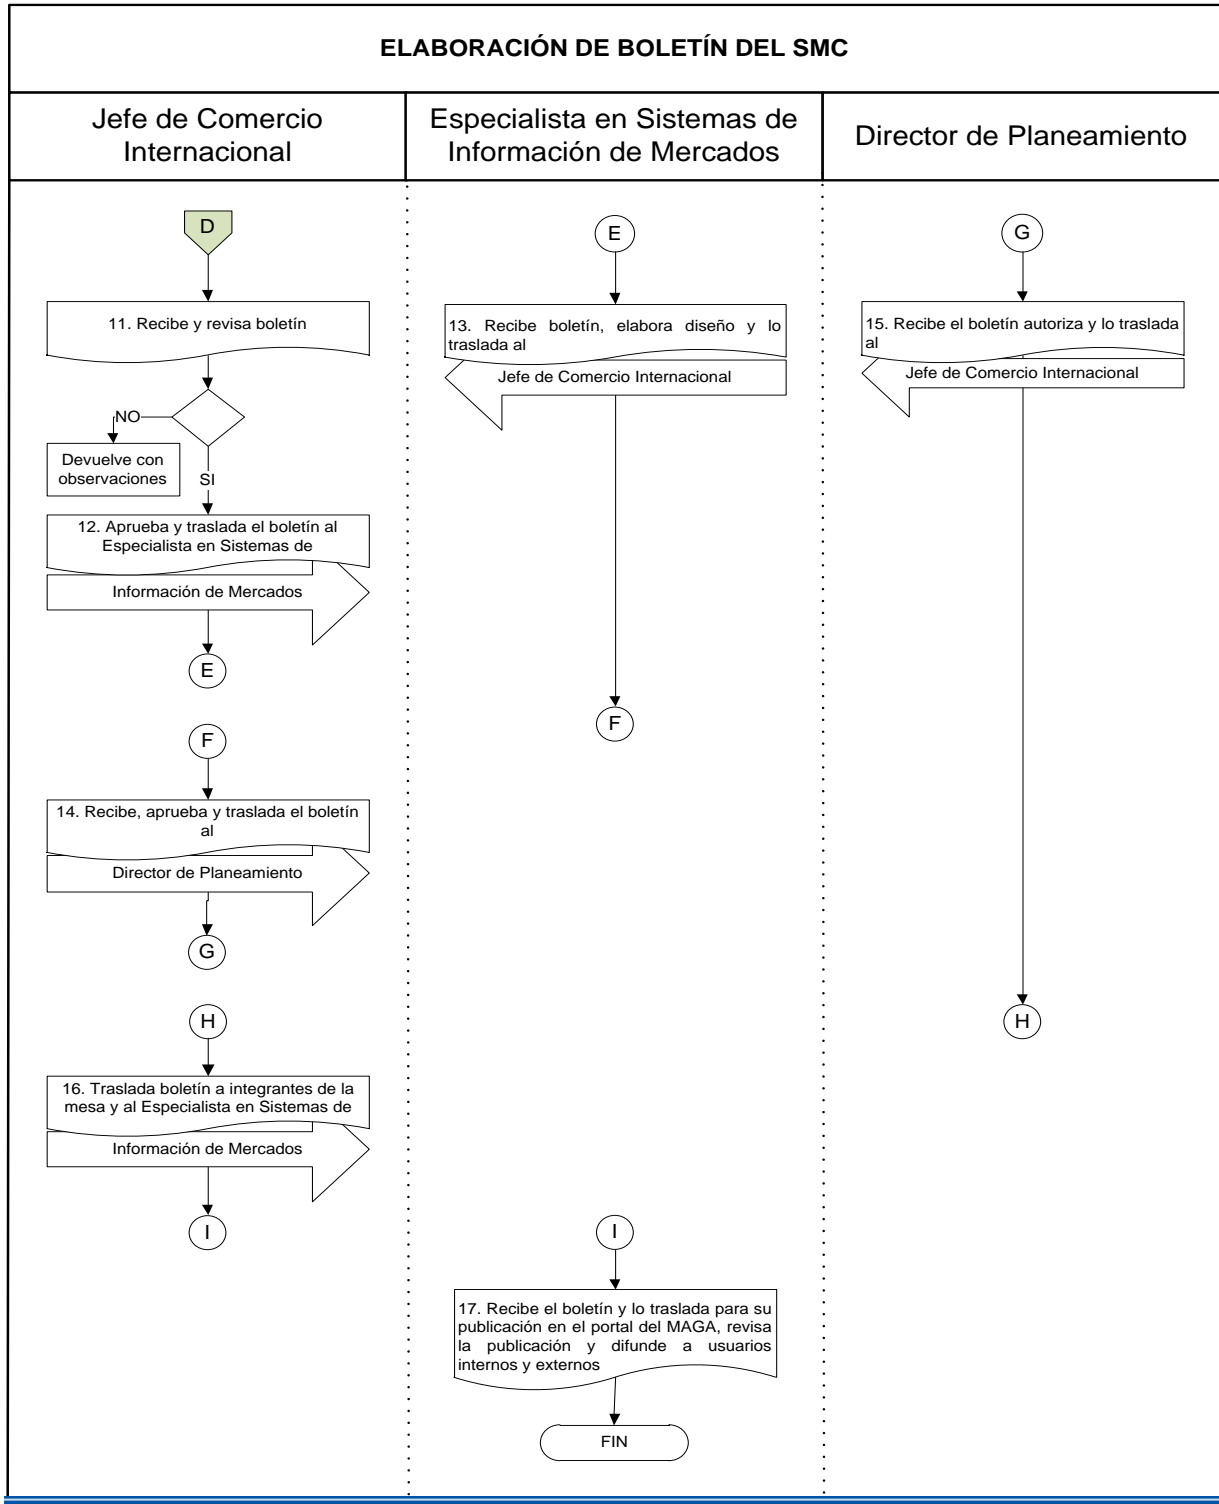 ELABORACIÓN DE BOLETÍN DEL SMC
Jefe de Comercio
Internacional
Especialista en Sistemas de
Información de Mercados
Director de Planeamiento
D
11. Recibe y revisa boletín
NO
Devuelve con
observaciones
SI
12. Aprueba y traslada el boletín al
Especialista en Sistemas de
Información de Mercados
E
F
14. Recibe, aprueba y traslada el boletín
al
Director de Planeamiento
G
H
16. Traslada boletín a integrantes de la
mesa y al Especialista en Sistemas de
Información de Mercados
I
E
13. Recibe boletín, elabora diseño y lo
traslada al
Jefe de Comercio Internacional
F
I
17. Recibe el boletín y lo traslada para su
publicación en el portal del MAGA, revisa
la publicación y difunde a usuarios
internos y externos
FIN
G
15. Recibe el boletín autoriza y lo traslada
al
Jefe de Comercio Internacional
H